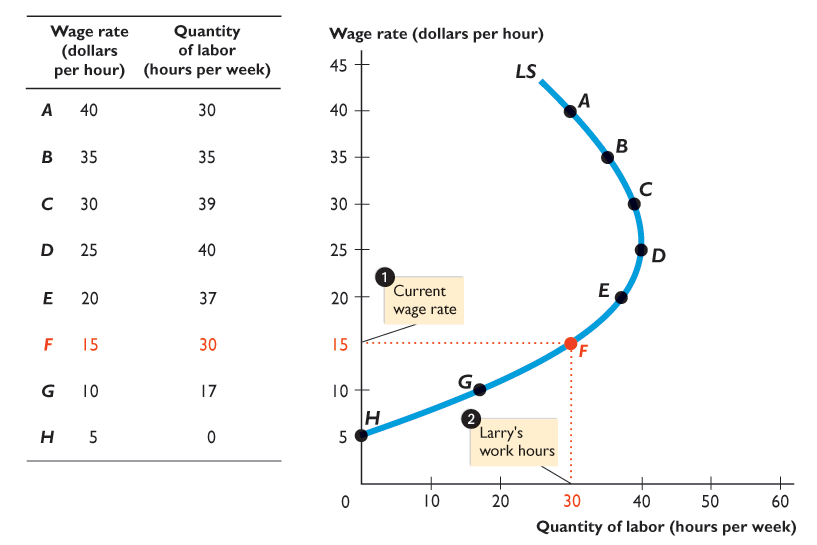 Wage rate (dollars per hour)
Quantity of labor (hours per week)
A 40 30
B 35 35
C 30 39
D 25 40
E 20 37
F 15 30
G 10 17
H 5 0
Wage rate (dollars per hour)
45
40
35
30
25
20
15
10
5
0
10
20
30
40
50
60
Quantity of labor (hours per week)
LS
A
B
C
D
E
F
G
H
1
Current
wage rate
2
Larry's
work hours